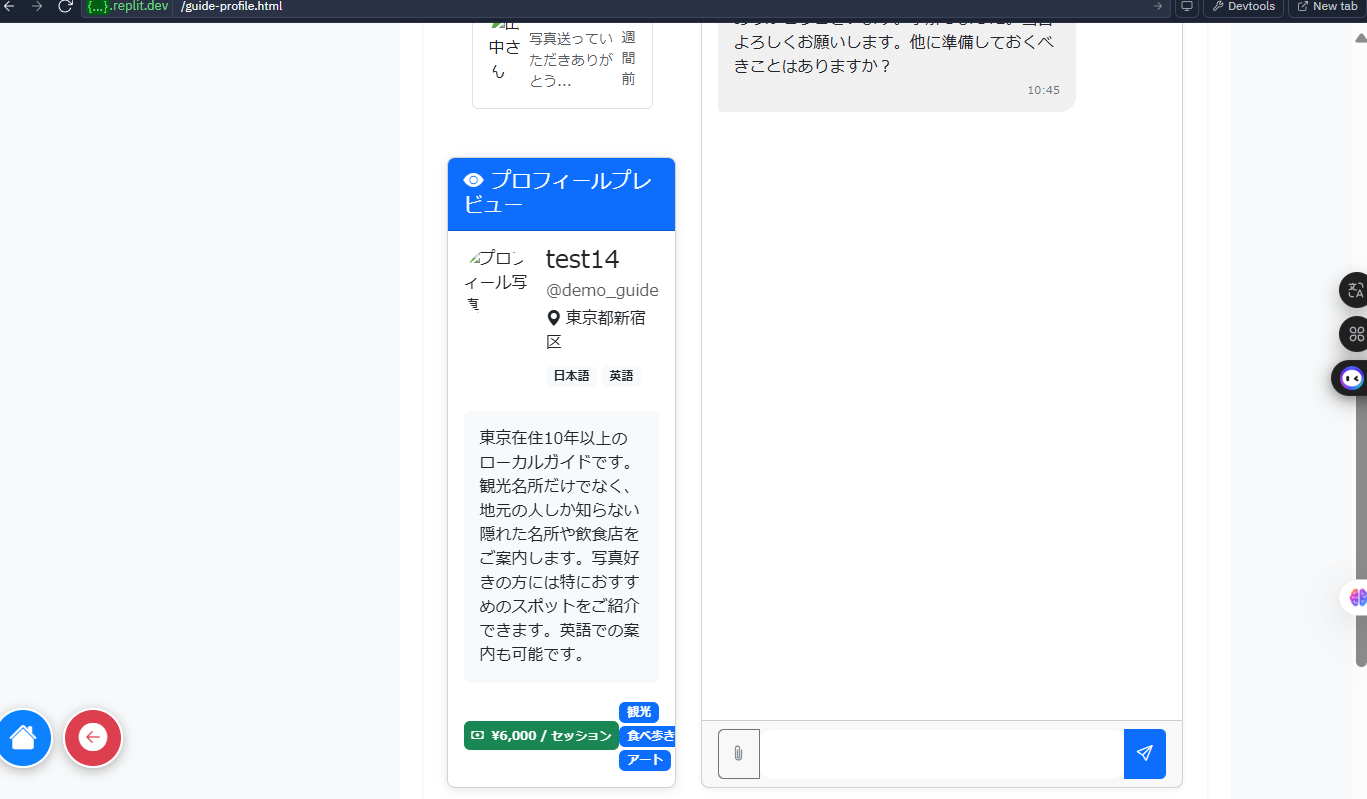 {...}.replit.dev /guide-profile.html
Devtools
New tab
中さ
ん
写真送ってい
ただきありが
とう...
週
間
前
よろしくお願いします。他に準備しておくべ
きことはありますか？
10:45
プロフィールプレ
ビュー
プロフ
ィール写
真
test14
@demo_guide
東京都新宿
区
日本語 英語
東京在住10年以上の
ローカルガイドです。
観光名所だけでなく、
地元の人しか知らない
隠れた名所や飲食店を
ご案内します。写真好
きの方には特におすす
めのスポットをご紹介
できます。英語での案
内も可能です。
¥6,000 / セッション
観光
食べ歩き
アート